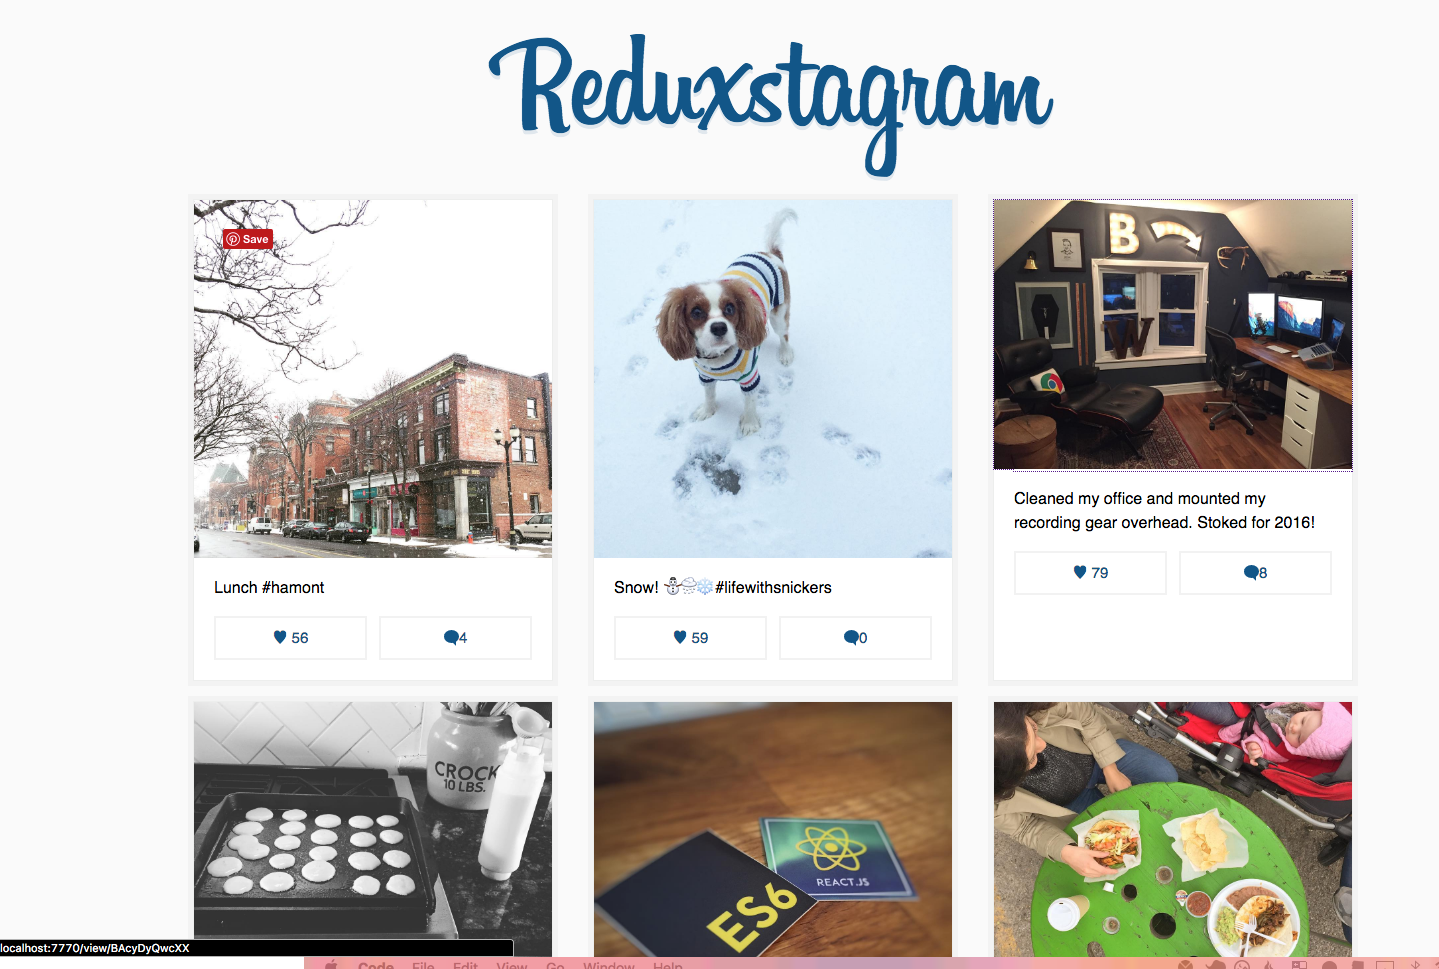 Reduxstagram
Save
B
W
Lunch #hamont
56
4
Snow! ⛄🌨❄️ #lifewithsnickers
59
0
Cleaned my office and mounted my
recording gear overhead. Stoked for 2016!
79
8
CROCK
10 LBS.
REACT.JS
ES6
localhost:7770/view/BAcyDyQwcXX
Code File Edit View Go Window Help